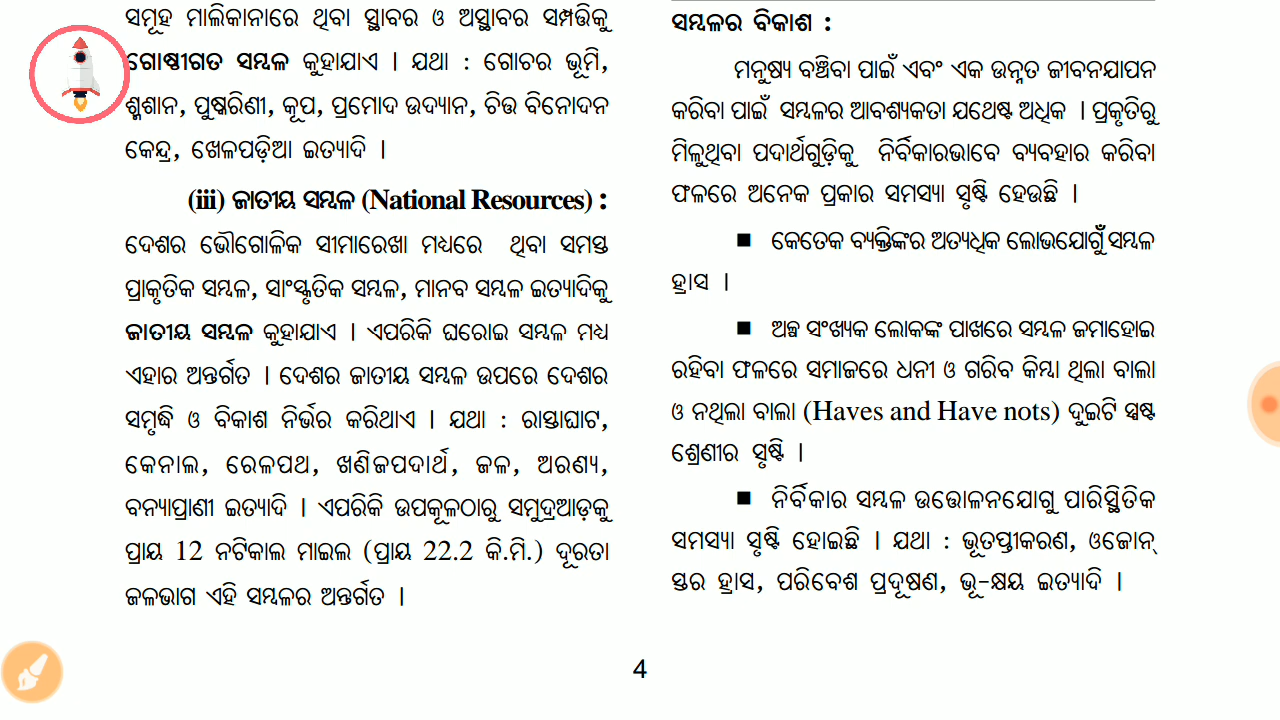 ସମୂହ ମାଲିକାନାରେ ଥିବା ସ୍ଥାବର ଓ ଅସ୍ଥାବର ସମ୍ପତ୍ତିକୁ
ଗୋଷ୍ଠୀଗତ ସମ୍ବଳ କୁହାଯାଏ । ଯଥା : ଗୋଚର ଭୂମି,
ଶ୍ମଶାନ, ପୁଷ୍କରିଣୀ, କୂପ, ପ୍ରମୋଦ ଉଦ୍ୟାନ, ଚିତ୍ତ ବିନୋଦନ
କେନ୍ଦ୍ର, ଖେଳପଡ଼ିଆ ଇତ୍ୟାଦି ।
(iii) ଜାତୀୟ ସମ୍ବଳ (National Resources) :
ଦେଶର ଭୌଗୋଳିକ ସୀମାରେଖା ମଧ୍ୟରେ ଥିବା ସମସ୍ତ
ପ୍ରାକୃତିକ ସମ୍ବଳ, ସାଂସ୍କୃତିକ ସମ୍ବଳ, ମାନବ ସମ୍ବଳ ଇତ୍ୟାଦିକୁ
ଜାତୀୟ ସମ୍ବଳ କୁହାଯାଏ । ଏପରିକି ଘରୋଇ ସମ୍ବଳ ମଧ୍ୟ
ଏହାର ଅନ୍ତର୍ଗତ । ଦେଶର ଜାତୀୟ ସମ୍ବଳ ଉପରେ ଦେଶର
ସମୃଦ୍ଧି ଓ ବିକାଶ ନିର୍ଭର କରିଥାଏ । ଯଥା : ରାସ୍ତାଘାଟ,
କେନାଲ, ରେଳପଥ, ଖଣିଜପଦାର୍ଥ, ଜଳ, ଅରଣ୍ୟ,
ବନ୍ୟାପ୍ରାଣୀ ଇତ୍ୟାଦି । ଏପରିକି ଉପକୂଳଠାରୁ ସମୁଦ୍ରଆଡ଼କୁ
ପ୍ରାୟ 12 ନଟିକାଲ ମାଇଲ (ପ୍ରାୟ 22.2 କି.ମି.) ଦୂରତା
ଜଳଭାଗ ଏହି ସମ୍ବଳର ଅନ୍ତର୍ଗତ ।
ସମ୍ବଳର ବିକାଶ :
ମନୁଷ୍ୟ ବଞ୍ଚିବା ପାଇଁ ଏବଂ ଏକ ଉନ୍ନତ ଜୀବନଯାପନ
କରିବା ପାଇଁ ସମ୍ବଳର ଆବଶ୍ୟକତା ଯଥେଷ୍ଟ ଅଧିକ । ପ୍ରକୃତିରୁ
ମିଳୁଥିବା ପଦାର୍ଥଗୁଡ଼ିକୁ ନିର୍ବିକାରଭାବେ ବ୍ୟବହାର କରିବା
ଫଳରେ ଅନେକ ପ୍ରକାର ସମସ୍ୟା ସୃଷ୍ଟି ହେଉଛି ।
■ କେତେକ ବ୍ୟକ୍ତିଙ୍କର ଅତ୍ୟଧିକ ଲୋଭଯୋଗୁଁ ସମ୍ବଳ
ହ୍ରାସ ।
■ ଅଳ୍ପ ସଂଖ୍ୟକ ଲୋକଙ୍କ ପାଖରେ ସମ୍ବଳ ଜମାହୋଇ
ରହିବା ଫଳରେ ସମାଜରେ ଧନୀ ଓ ଗରିବ କିମ୍ବା ଥିଲା ବାଲା
ଓ ନଥିଲା ବାଲା (Haves and Have nots) ଦୁଇଟି ସ୍ପଷ୍ଟ
ଶ୍ରେଣୀର ସୃଷ୍ଟି ।
■ ନିର୍ବିକାର ସମ୍ବଳ ଉତ୍ତୋଳନଯୋଗୁ ପାରିସ୍ଥିତିକ
ସମସ୍ୟା ସୃଷ୍ଟି ହୋଇଛି । ଯଥା : ଭୂତପ୍ତୀକରଣ, ଓଜୋନ୍
ସ୍ତର ହ୍ରାସ, ପରିବେଶ ପ୍ରଦୂଷଣ, ଭୂ-କ୍ଷୟ ଇତ୍ୟାଦି ।
4